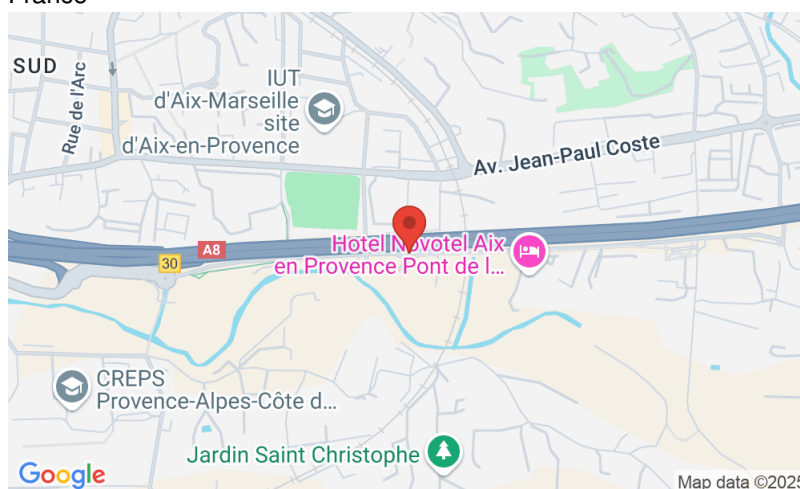 SUD
Rue de l'Arc
IUT
d'Aix-Marseille
site
d'Aix-en-Provence
Av. Jean-Paul Coste
A8
30
Hotel Novotel Aix
en Provence Pont de l...
CREPS
Provence-Alpes-Côte d...
Jardin Saint Christophe
Google
Map data ©2025